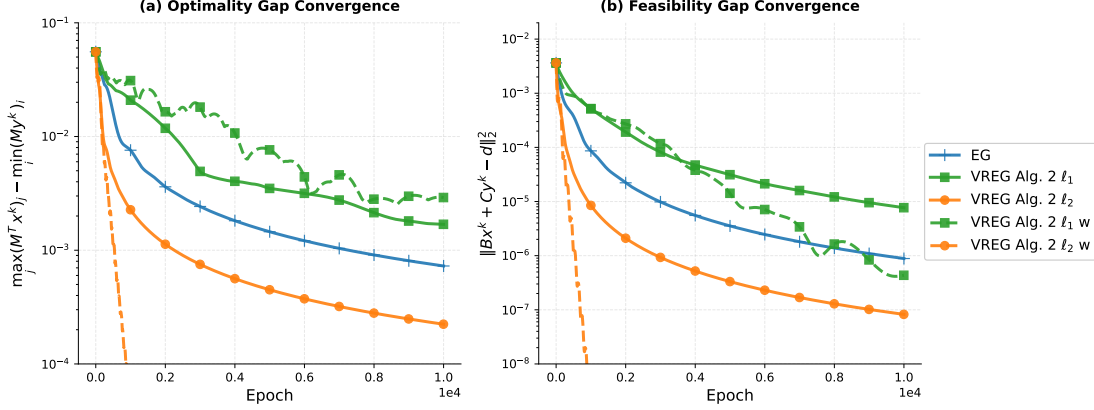 (a) Optimality Gap Convergence
(b) Feasibility Gap Convergence
max_j(M^T x^k)_j − min_i(My^k)_i
10^−1
10^−2
10^−3
10^−4
0.0 0.2 0.4 0.6 0.8 1.0
1e4
Epoch
‖Bx^k + Cy^k − d‖_2^2
10^−2
10^−3
10^−4
10^−5
10^−6
10^−7
10^−8
0.0 0.2 0.4 0.6 0.8 1.0
1e4
Epoch
EG
VREG Alg. 2 ℓ_1
VREG Alg. 2 ℓ_2
VREG Alg. 2 ℓ_1 w
VREG Alg. 2 ℓ_2 w